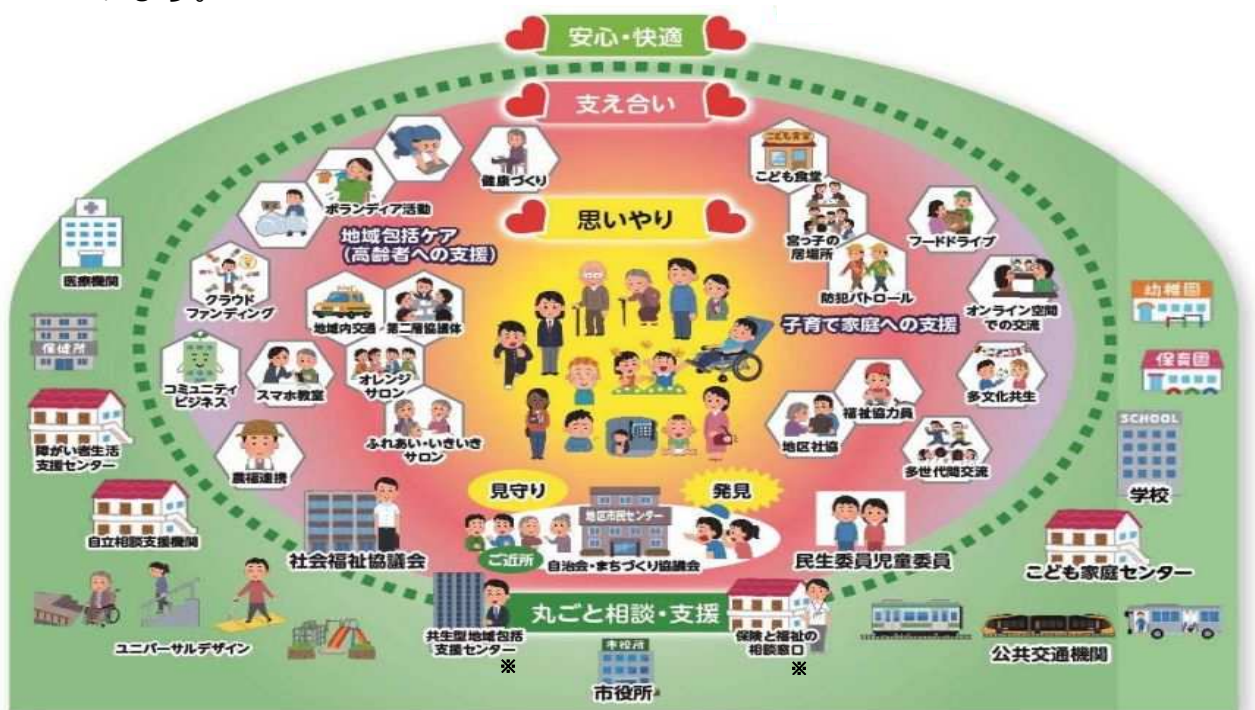 します。
安心・快適
支え合い
思いやり
健康づくり
ボランティア活動
地域包括ケア
(高齢者への支援)
クラウド
ファンディング
地域内交通
第二層協議体
コミュニティ
ビジネス
スマホ教室
オレンジ
サロン
ふれあい・いきいき
サロン
農福連携
こども食堂
こども食堂
宮っ子の
居場所
フードドライブ
防犯パトロール
オンライン空間
での交流
子育て家庭への支援
多文化共生
福祉協力員
地区社協
多世代間交流
医療機関
保健所
障がい者生活
支援センター
自立相談支援機関
ユニバーサルデザイン
幼稚園
保育園
SCHOOL
学校
こども家庭センター
公共交通機関
見守り
発見
地区市民センター
ご近所
自治会・まちづくり協議会
社会福祉協議会
民生委員児童委員
丸ごと相談・支援
共生型地域包括
支援センター
※
保険と福祉の
相談窓口
※
市役所
市役所